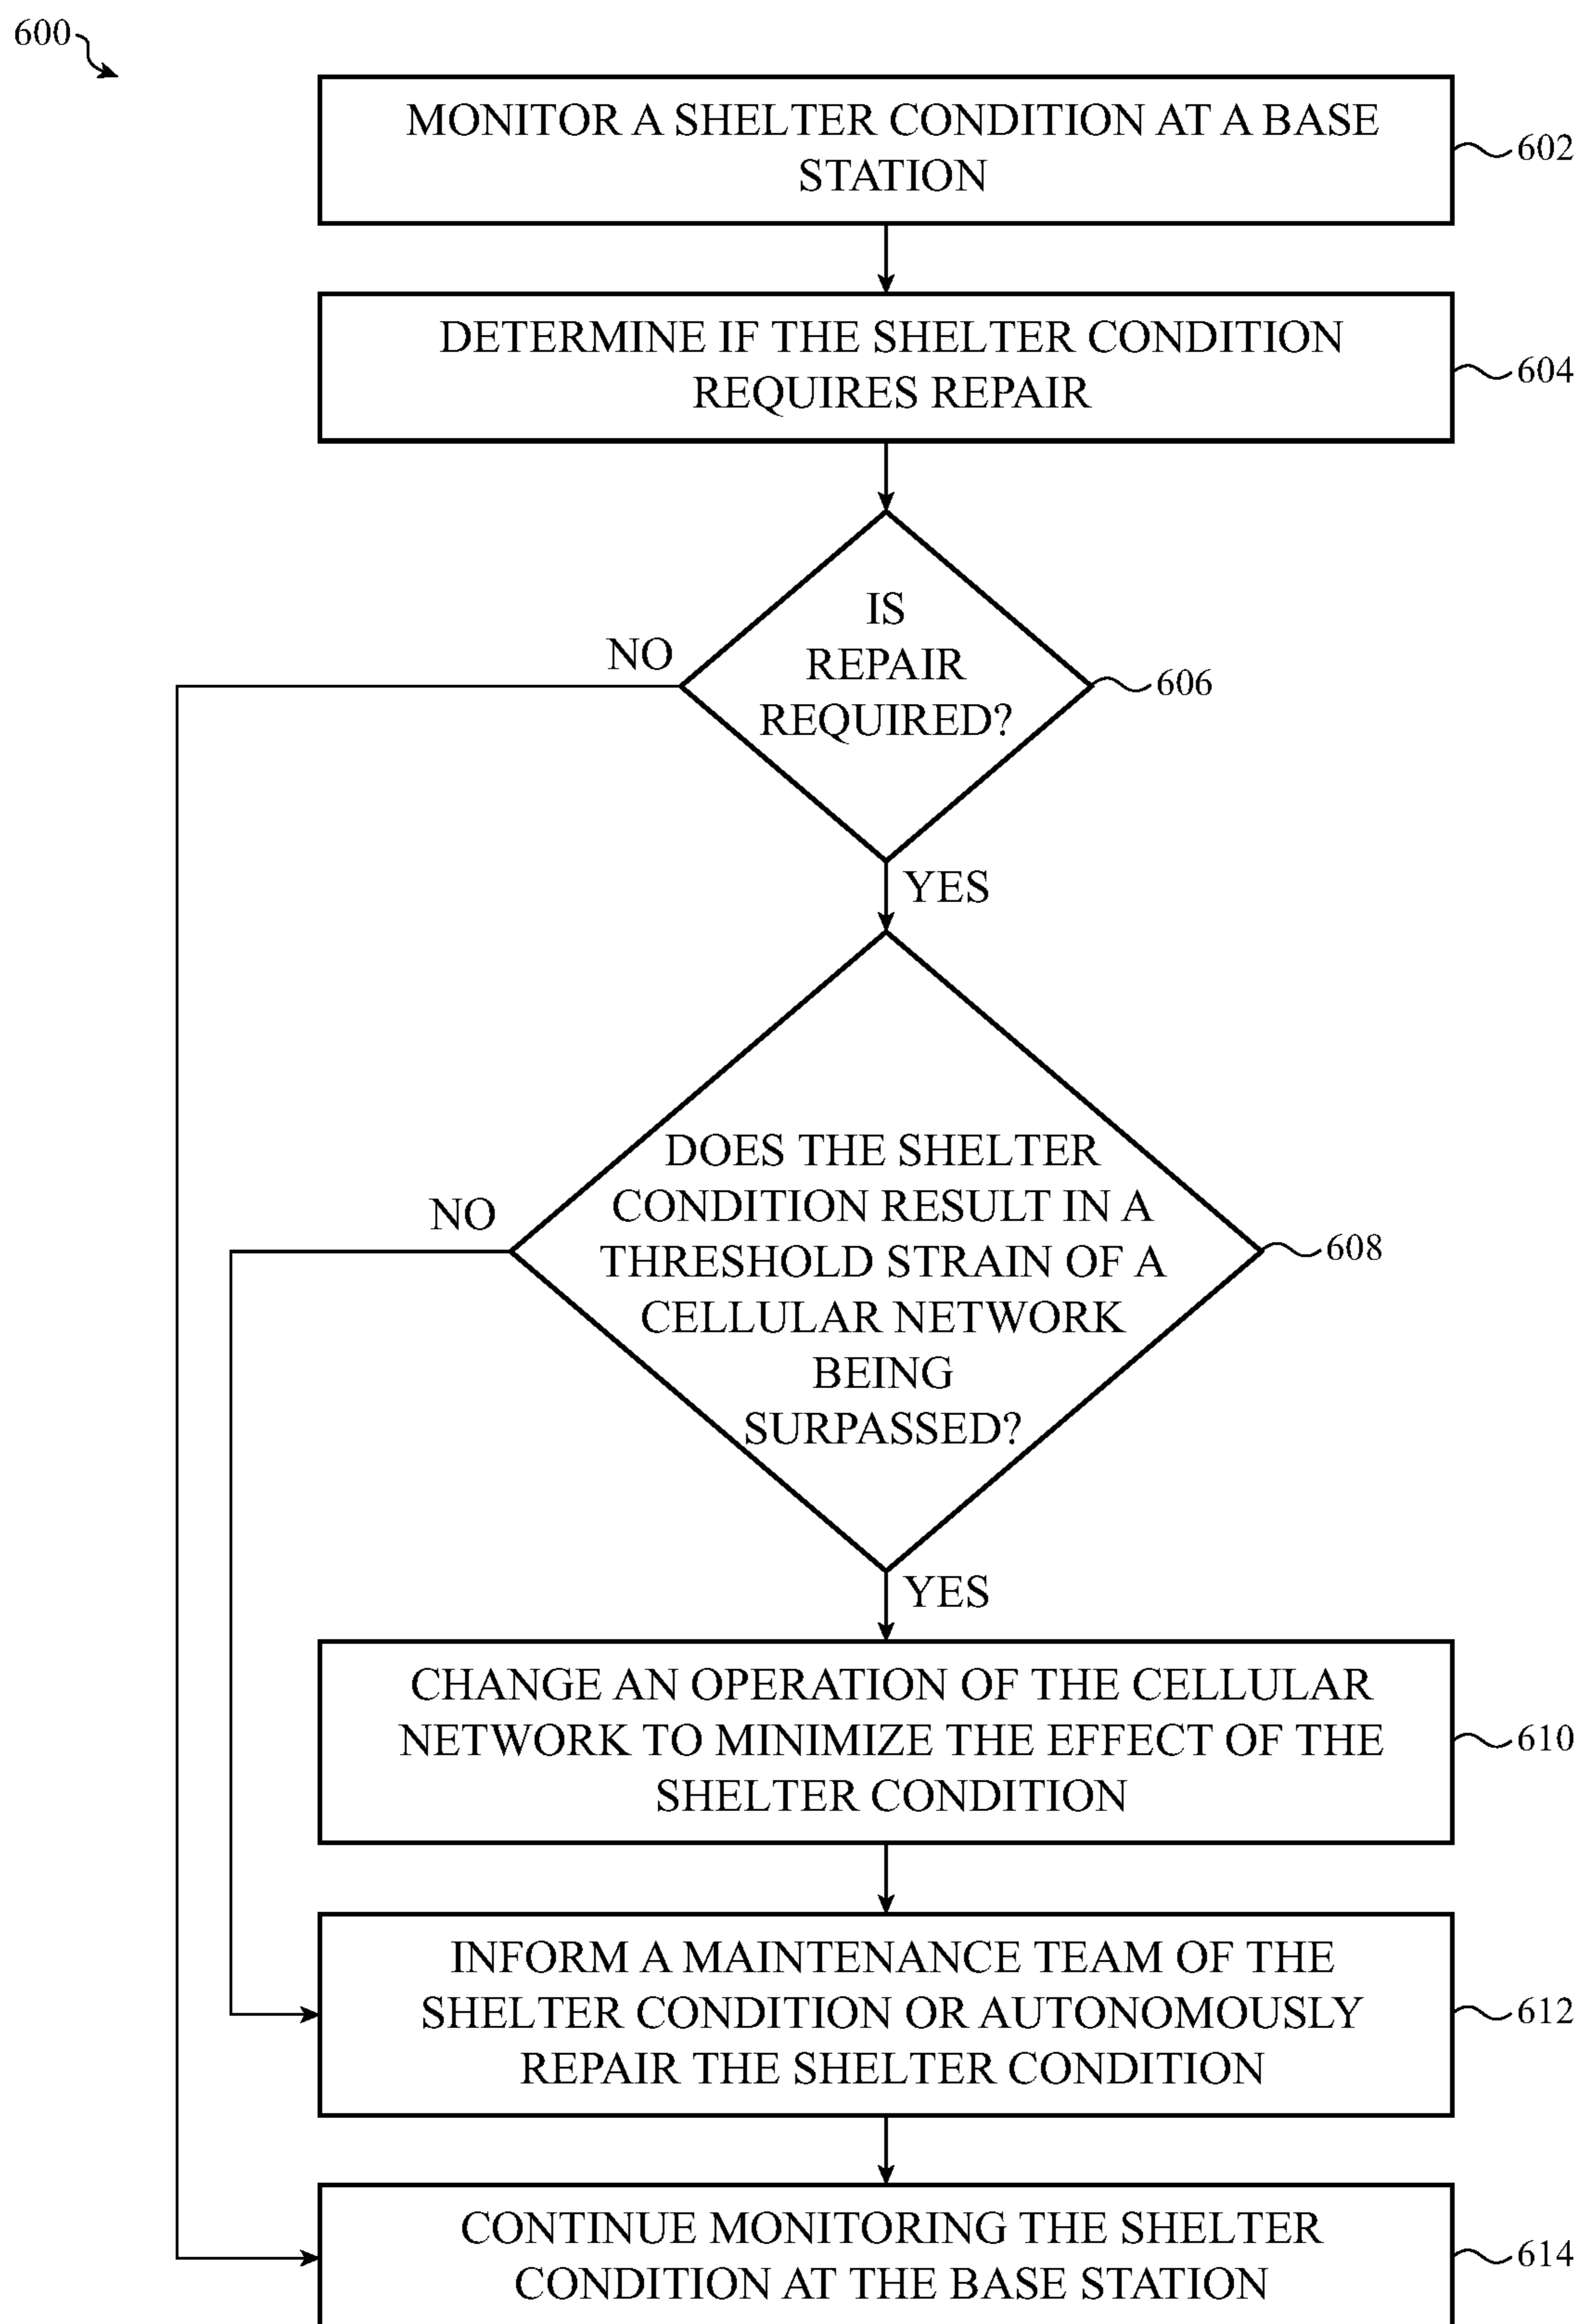 600
MONITOR A SHELTER CONDITION AT A BASE
STATION
602
DETERMINE IF THE SHELTER CONDITION
REQUIRES REPAIR
604
IS
REPAIR
REQUIRED?
606
NO
YES
DOES THE SHELTER
CONDITION RESULT IN A
THRESHOLD STRAIN OF A
CELLULAR NETWORK
BEING
SURPASSED?
608
NO
YES
CHANGE AN OPERATION OF THE CELLULAR
NETWORK TO MINIMIZE THE EFFECT OF THE
SHELTER CONDITION
610
INFORM A MAINTENANCE TEAM OF THE
SHELTER CONDITION OR AUTONOMOUSLY
REPAIR THE SHELTER CONDITION
612
CONTINUE MONITORING THE SHELTER
CONDITION AT THE BASE STATION
614